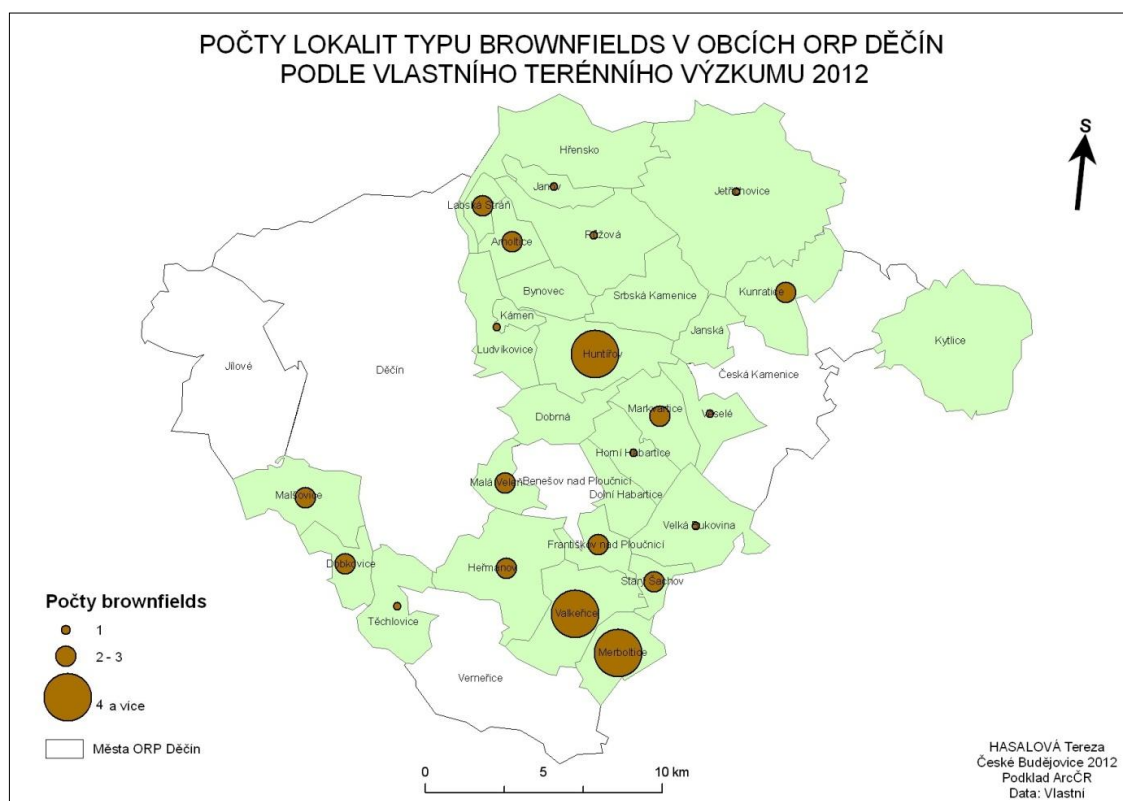 POČTY LOKALIT TYPU BROWNFIELDS V OBCÍCH ORP DĚČÍN
PODLE VLASTNÍHO TERÉNNÍHO VÝZKUMU 2012
S
Hřensko
Janov
Jetřichovice
Labská Stráň
Růžová
Arnoltice
Bynovec
Srbská Kamenice
Kunratice
Kámen
Janská
Kytlice
Ludvíkovice
Huntířov
Jílové
Děčín
Česká Kamenice
Dobrná
Markvartice
Veselé
Horní Habartice
Malá Veleň
Benešov nad Ploučnicí
Dolní Habartice
Malšovice
Velká Bukovina
Františkov nad Ploučnicí
Dobkovice
Heřmanov
Starý Šachov
Těchlovice
Valkeřice
Merboltice
Verneřice
Počty brownfields
1
2 - 3
4 a více
Města ORP Děčín
0 5 10 km
HASALOVÁ Tereza
České Budějovice 2012
Podklad ArcČR
Data: Vlastní